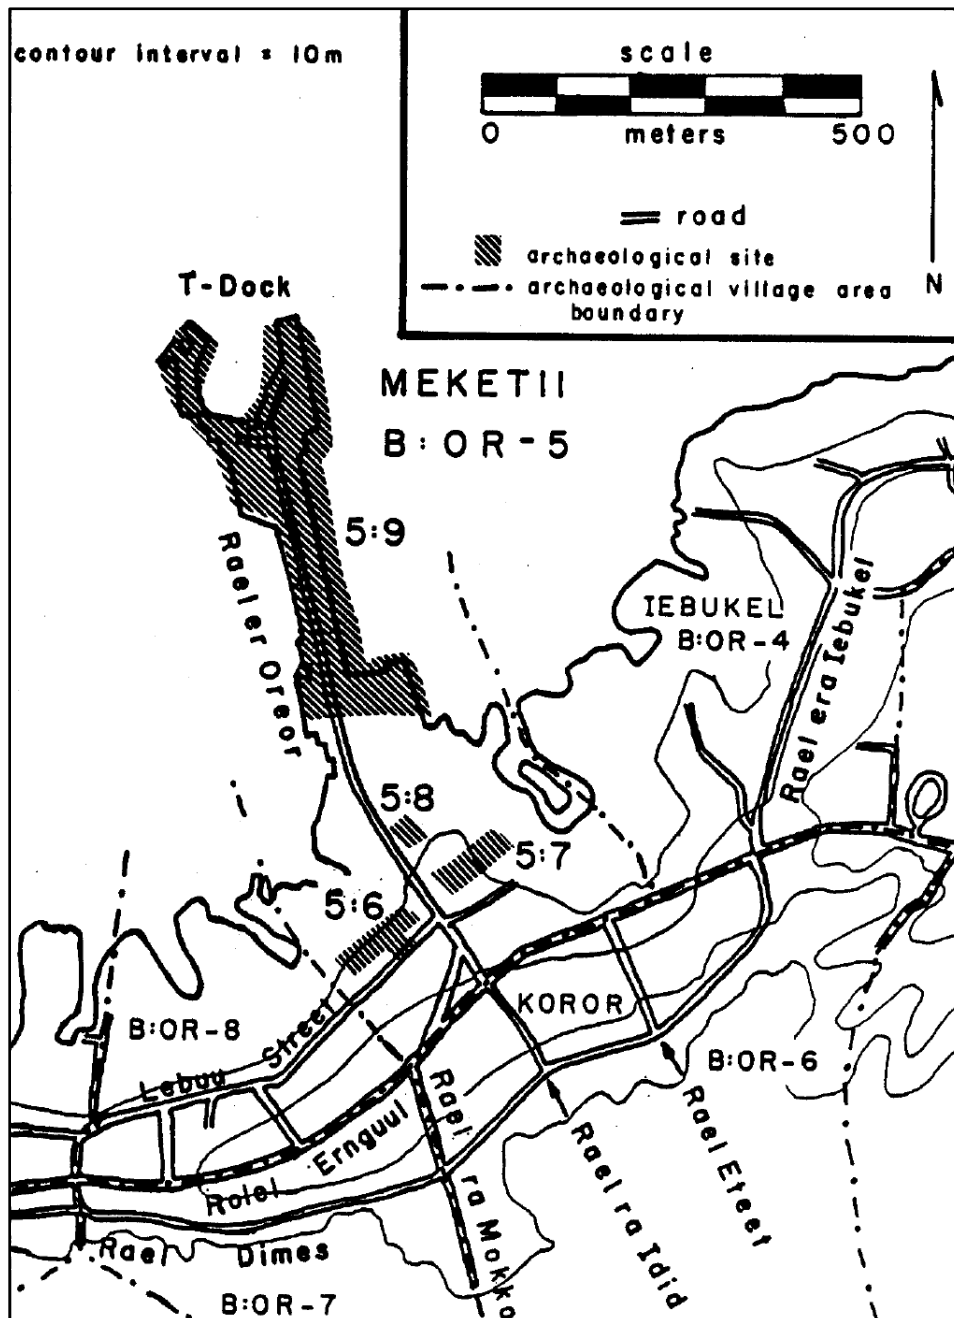 contour interval = 10m
scale
0 meters 500
road
archaeological site
archaeological village area
boundary
N
T-Dock
MEKETII
B:OR-5
5:9
Rael er Oreor
IEBUKEL
B:OR-4
Rael era Iebukel
5:8
5:7
5:6
KOROR
B:OR-8
Lebuu Street
B:OR-6
Rael ra Mokko
Rolel Ernguul
Rael Eteet
Rael ra Idid
Rael Dimes
B:OR-7